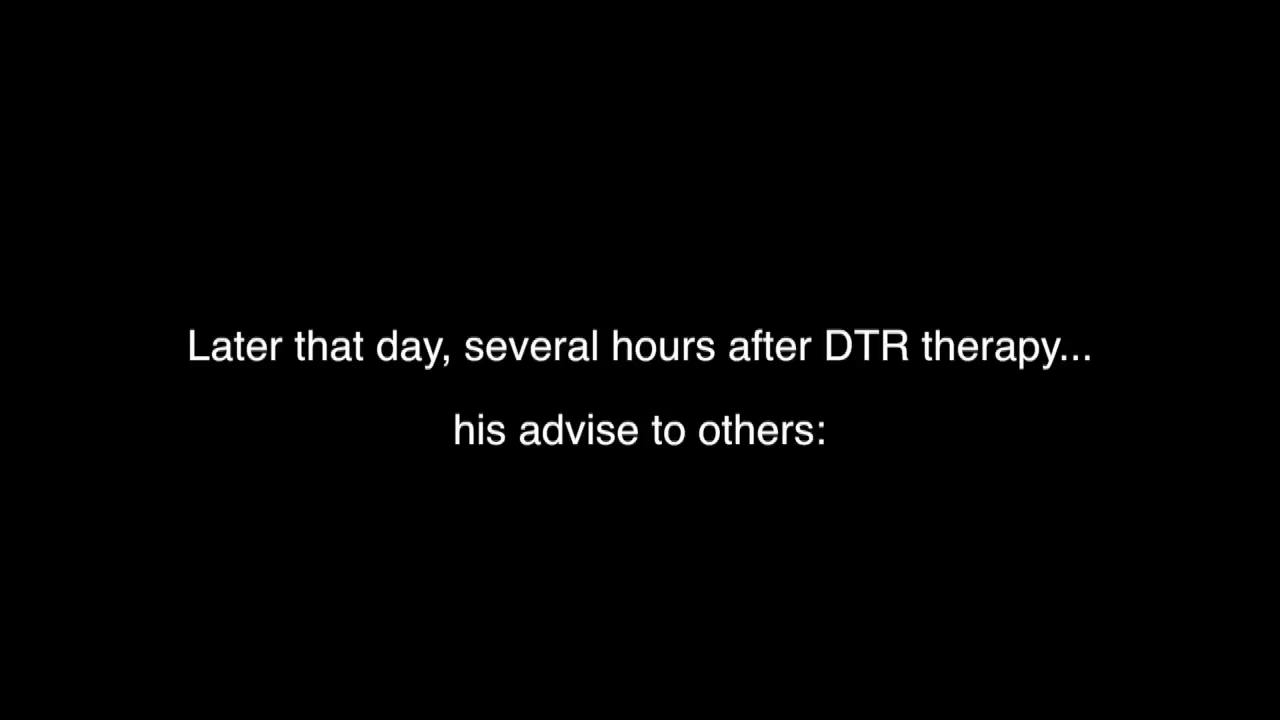 Later that day, several hours after DTR therapy...
his advise to others: